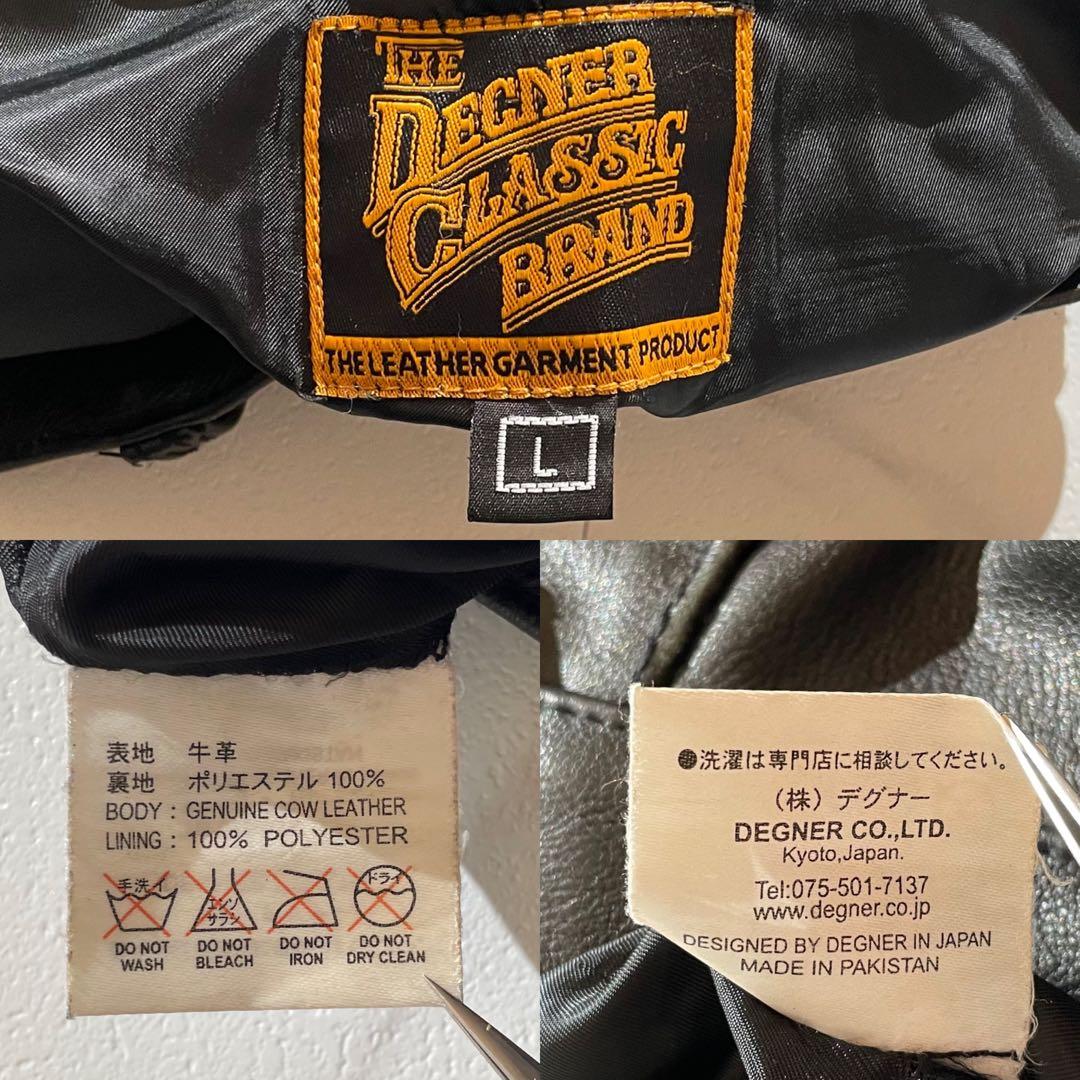 THE
DEGNER
CLASSIC
BRAND
THE LEATHER GARMENT PRODUCT
L
表地 牛革
裏地 ポリエステル 100%
BODY : GENUINE COW LEATHER
LINING : 100% POLYESTER
手洗イ
エンソ
サラシ
ドライ
DO NOT
WASH
DO NOT
BLEACH
DO NOT
IRON
DO NOT
DRY CLEAN
●洗濯は専門店に相談してください。
(株) デグナー
DEGNER CO.,LTD.
Kyoto,Japan.
Tel:075-501-7137
www.degner.co.jp
DESIGNED BY DEGNER IN JAPAN
MADE IN PAKISTAN